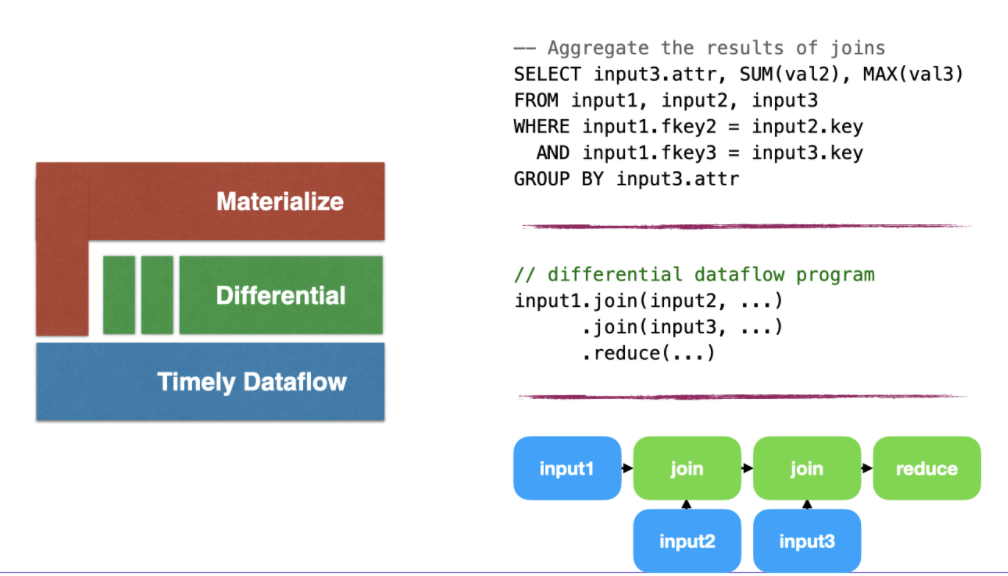 Materialize
Differential
Timely Dataflow
—— Aggregate the results of joins
SELECT input3.attr, SUM(val2), MAX(val3)
FROM input1, input2, input3
WHERE input1.fkey2 = input2.key
  AND input1.fkey3 = input3.key
GROUP BY input3.attr
// differential dataflow program
input1.join(input2, ...)
      .join(input3, ...)
      .reduce(...)
input1
join
join
reduce
input2
input3